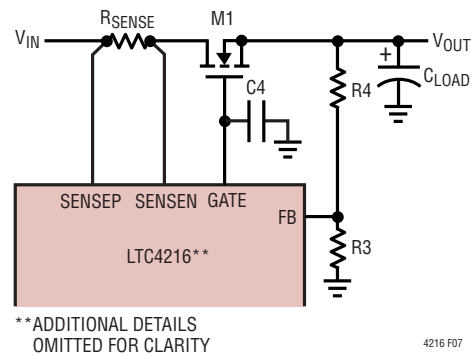 RSENSE
M1
VIN
VOUT
+
CLOAD
R4
C4
SENSEP SENSEN GATE
FB
R3
LTC4216**
**ADDITIONAL DETAILS
OMITTED FOR CLARITY
4216 F07